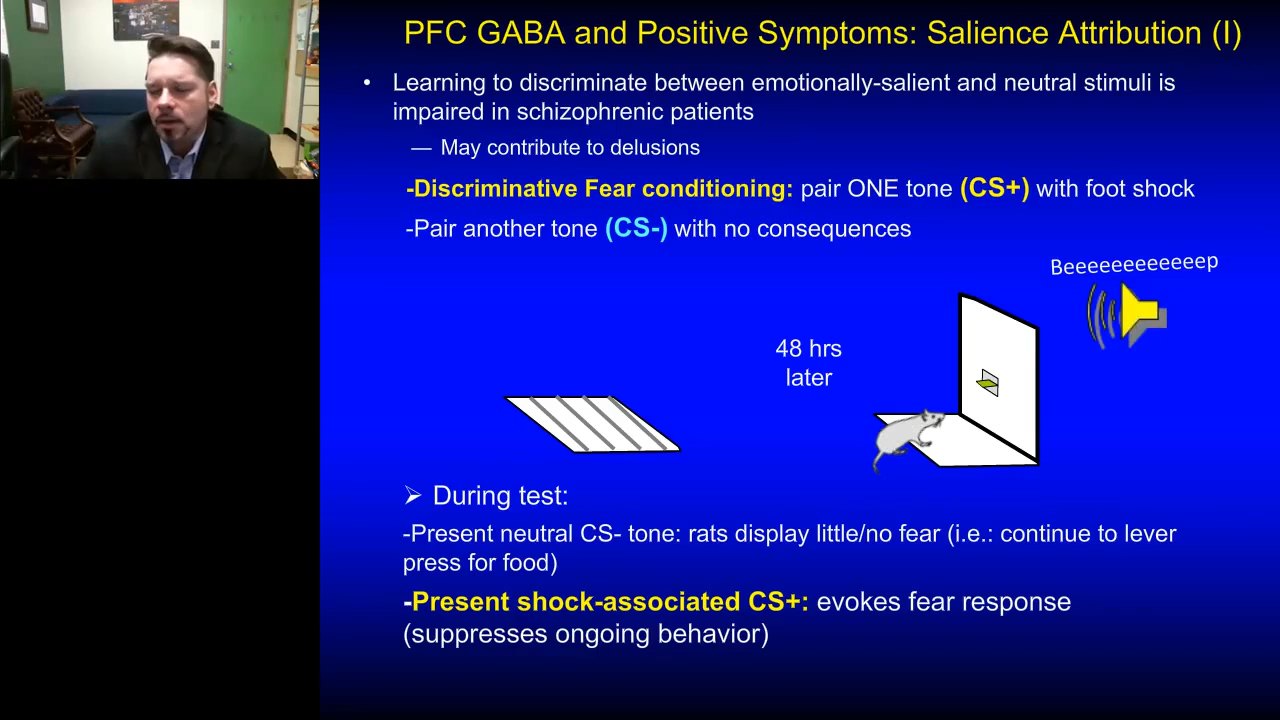 PFC GABA and Positive Symptoms: Salience Attribution (I)
• Learning to discriminate between emotionally-salient and neutral stimuli is
impaired in schizophrenic patients
— May contribute to delusions
-Discriminative Fear conditioning: pair ONE tone (CS+) with foot shock
-Pair another tone (CS-) with no consequences
Beeeeeeeeeeeep
48 hrs
later
➢ During test:
-Present neutral CS- tone: rats display little/no fear (i.e.: continue to lever
press for food)
-Present shock-associated CS+: evokes fear response
(suppresses ongoing behavior)